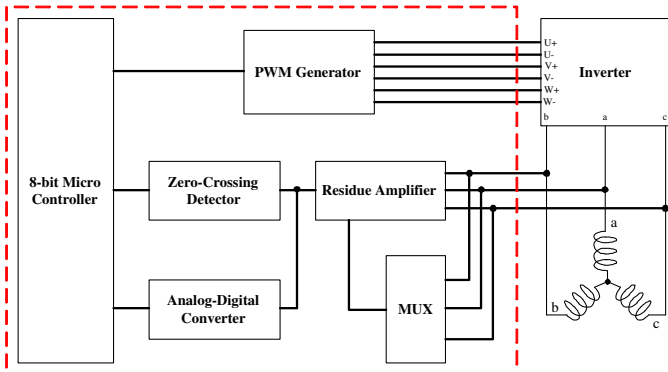 PWM Generator
U+
U-
V+
V-
W+
W-
Inverter
b
a
c
8-bit Micro
Controller
Zero-Crossing
Detector
Residue Amplifier
Analog-Digital
Converter
MUX
a
b
c